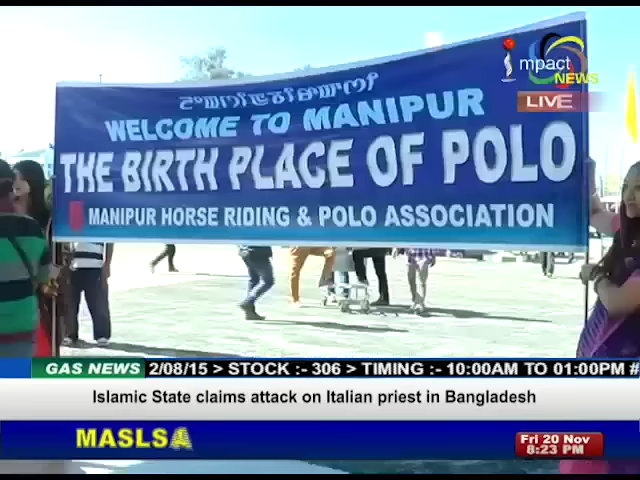 impact
NEWS
LIVE
WELCOME TO MANIPUR
THE BIRTH PLACE OF POLO
MANIPUR HORSE RIDING & POLO ASSOCIATION
GAS NEWS 2/08/15 > STOCK :- 306 > TIMING :- 10:00AM TO 01:00PM #
Islamic State claims attack on Italian priest in Bangladesh
MASLSA
Fri 20 Nov
8:23 PM